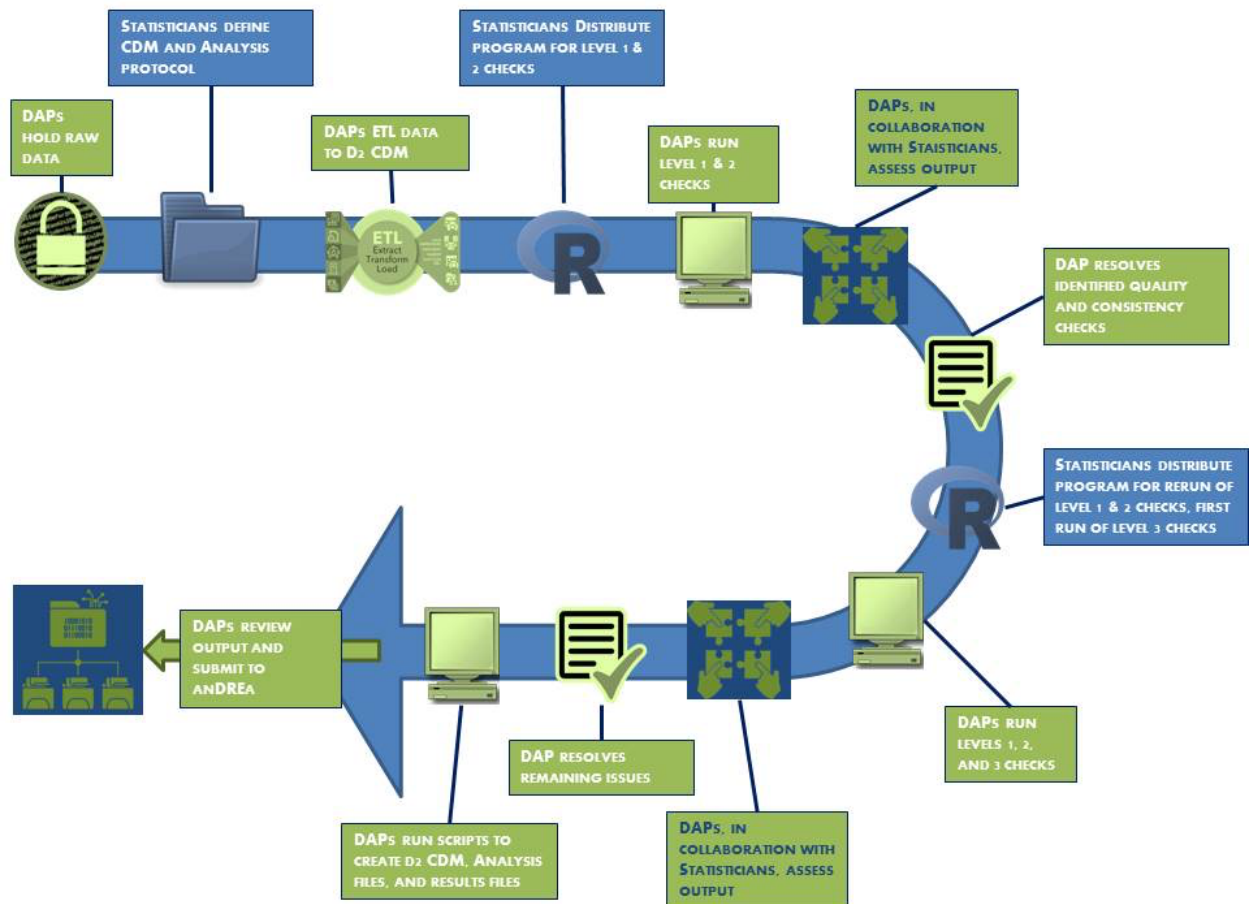 DAPs
HOLD RAW
DATA
STATISTICIANS DEFINE
CDM AND ANALYSIS
PROTOCOL
DAPs ETL DATA
TO D2 CDM
ETL
Extract
Transform
Load
STATISTICIANS DISTRIBUTE
PROGRAM FOR LEVEL 1 &
2 CHECKS
R
DAPs RUN
LEVEL 1 & 2
CHECKS
DAPs, IN
COLLABORATION
WITH STAISTICIANS,
ASSESS OUTPUT
DAP RESOLVES
IDENTIFIED QUALITY
AND CONSISTENCY
CHECKS
R
STATISTICIANS DISTRIBUTE
PROGRAM FOR RERUN OF
LEVEL 1 & 2 CHECKS, FIRST
RUN OF LEVEL 3 CHECKS
DAPs RUN
LEVELS 1, 2,
AND 3 CHECKS
DAPs, IN
COLLABORATION WITH
STATISTICIANS, ASSESS
OUTPUT
DAP RESOLVES
REMAINING ISSUES
DAPs RUN SCRIPTS TO
CREATE D2 CDM, ANALYSIS
FILES, AND RESULTS FILES
DAPs REVIEW
OUTPUT AND
SUBMIT TO
ANDREA